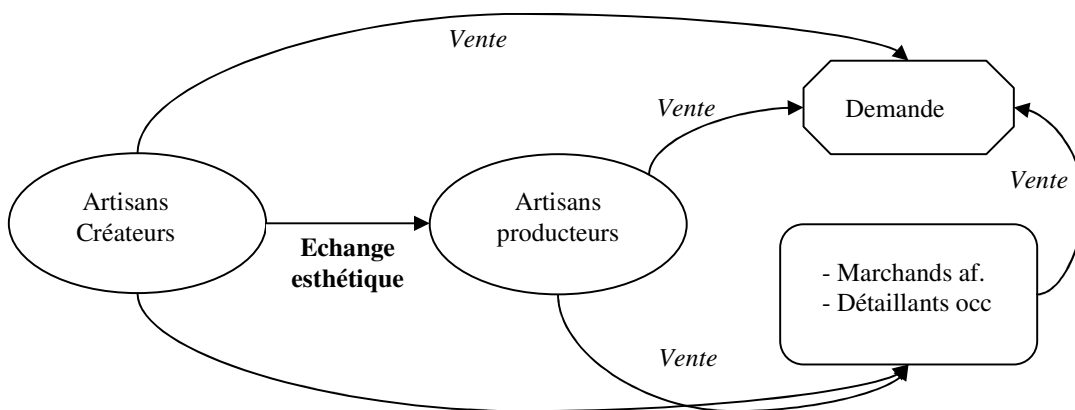 Vente
Vente
Demande
Vente
Artisans
Créateurs
Echange
esthétique
Artisans
producteurs
- Marchands af.
- Détaillants occ
Vente